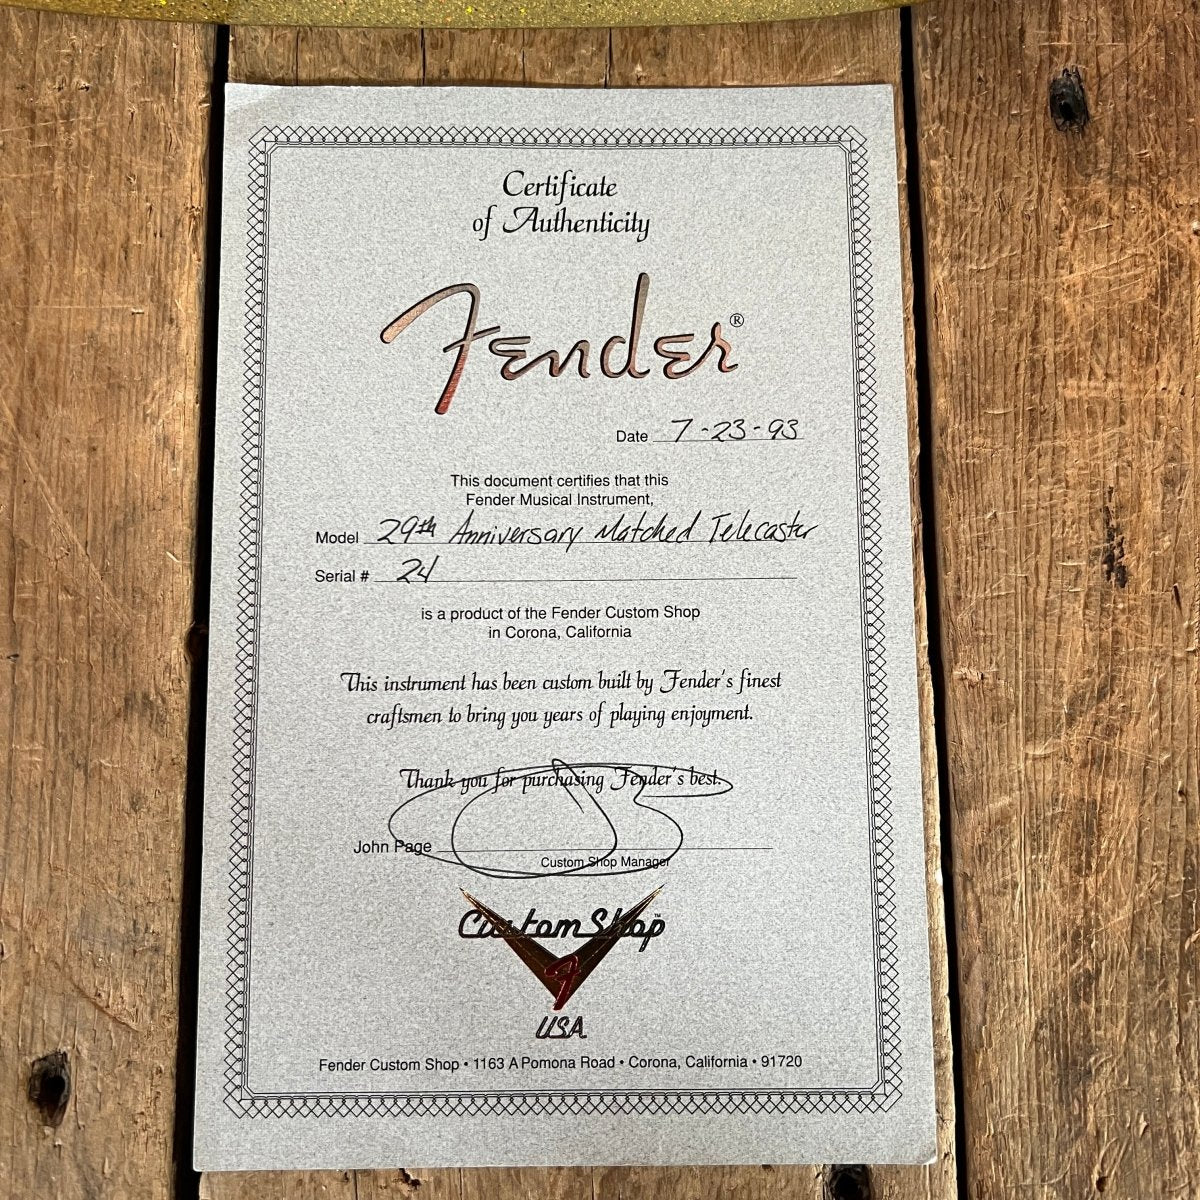 Certificate
of Authenticity
Fender®
Date 7-23-93
This document certifies that this
Fender Musical Instrument,
Model 29th Anniversary Matched Telecaster
Serial # 24
is a product of the Fender Custom Shop
in Corona, California
This instrument has been custom built by Fender's finest
craftsmen to bring you years of playing enjoyment.
Thank you for purchasing Fender's best.
John Page
Custom Shop Manager
Custom Shop™
F
USA
Fender Custom Shop • 1163 A Pomona Road • Corona, California • 91720